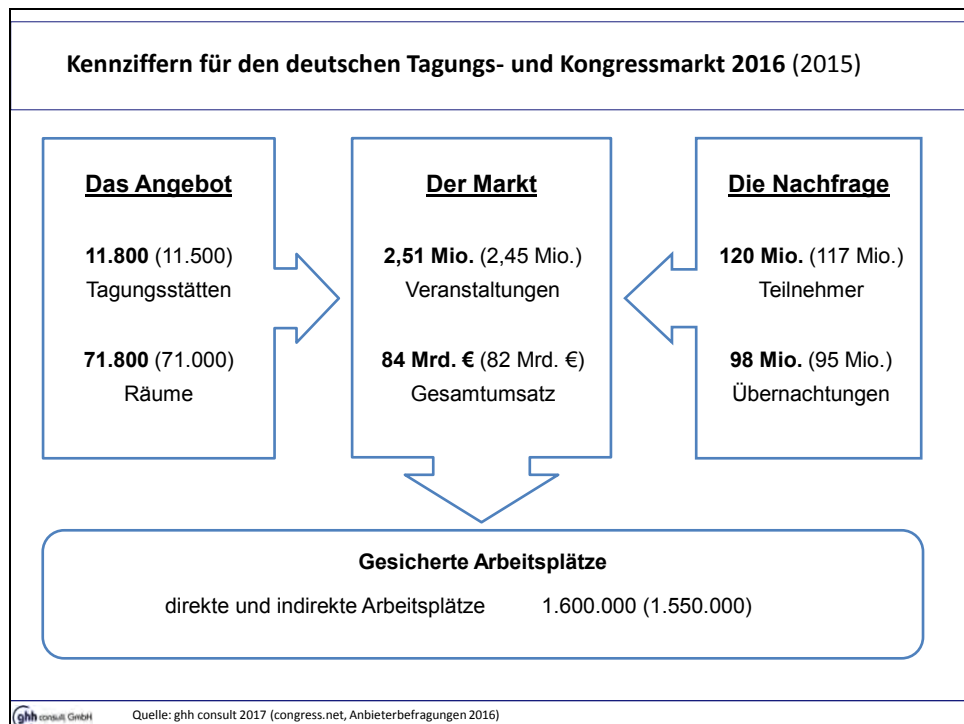 Kennziffern für den deutschen Tagungs- und Kongressmarkt 2016 (2015)
Das Angebot
11.800 (11.500)
Tagungsstätten
71.800 (71.000)
Räume
Der Markt
2,51 Mio. (2,45 Mio.)
Veranstaltungen
84 Mrd. € (82 Mrd. €)
Gesamtumsatz
Die Nachfrage
120 Mio. (117 Mio.)
Teilnehmer
98 Mio. (95 Mio.)
Übernachtungen
Gesicherte Arbeitsplätze
direkte und indirekte Arbeitsplätze 1.600.000 (1.550.000)
ghh consult GmbH
Quelle: ghh consult 2017 (congress.net, Anbieterbefragungen 2016)